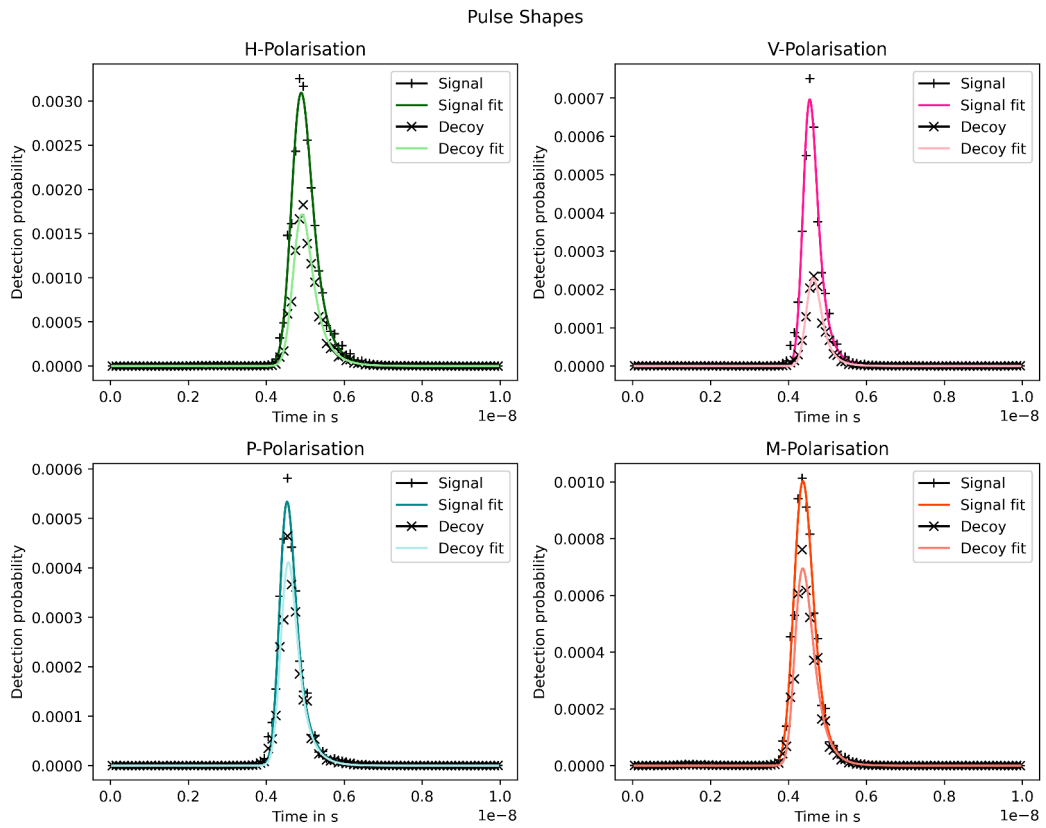 Pulse Shapes
H-Polarisation
Detection probability
0.0030
0.0025
0.0020
0.0015
0.0010
0.0005
0.0000
Signal
Signal fit
Decoy
Decoy fit
0.0 0.2 0.4 0.6 0.8 1.0
Time in s
1e−8
V-Polarisation
Detection probability
0.0007
0.0006
0.0005
0.0004
0.0003
0.0002
0.0001
0.0000
Signal
Signal fit
Decoy
Decoy fit
0.0 0.2 0.4 0.6 0.8 1.0
Time in s
1e−8
P-Polarisation
Detection probability
0.0006
0.0005
0.0004
0.0003
0.0002
0.0001
0.0000
Signal
Signal fit
Decoy
Decoy fit
0.0 0.2 0.4 0.6 0.8 1.0
Time in s
1e−8
M-Polarisation
Detection probability
0.0010
0.0008
0.0006
0.0004
0.0002
0.0000
Signal
Signal fit
Decoy
Decoy fit
0.0 0.2 0.4 0.6 0.8 1.0
Time in s
1e−8